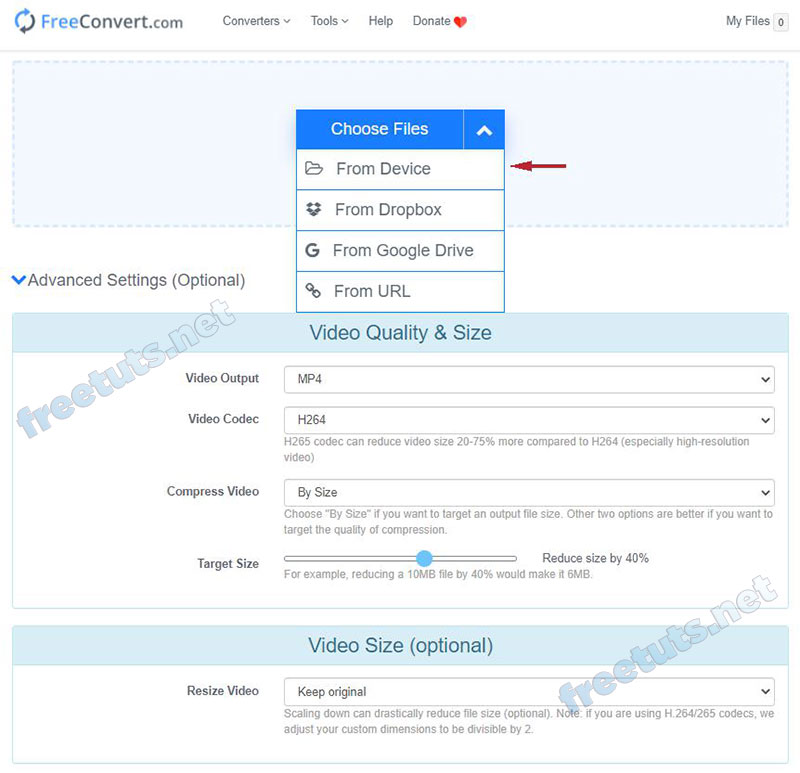 FreeConvert.com Converters Tools Help Donate My Files 0
Choose Files
From Device
From Dropbox
From Google Drive
From URL
Advanced Settings (Optional)
Video Quality & Size
Video Output MP4
Video Codec H264
H265 codec can reduce video size 20-75% more compared to H264 (especially high-resolution
video)
Compress Video By Size
Choose "By Size" if you want to target an output file size. Other two options are better if you want to
target the quality of compression.
Target Size Reduce size by 40%
For example, reducing a 10MB file by 40% would make it 6MB.
freetuts.net
Video Size (optional)
Resize Video Keep original
Scaling down can drastically reduce file size (optional). Note: if you are using H.264/265 codecs, we
adjust your custom dimensions to be divisible by 2.
freetuts.net